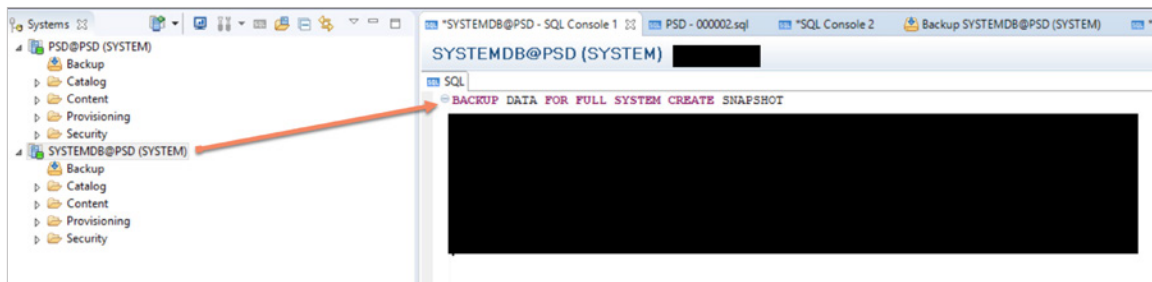 Systems
PSD@PSD (SYSTEM)
Backup
Catalog
Content
Provisioning
Security
SYSTEMDB@PSD (SYSTEM)
Backup
Catalog
Content
Provisioning
Security
*SYSTEMDB@PSD - SQL Console 1
PSD - 000002.sql
*SQL Console 2
Backup SYSTEMDB@PSD (SYSTEM)
SYSTEMDB@PSD (SYSTEM)
SQL
BACKUP DATA FOR FULL SYSTEM CREATE SNAPSHOT